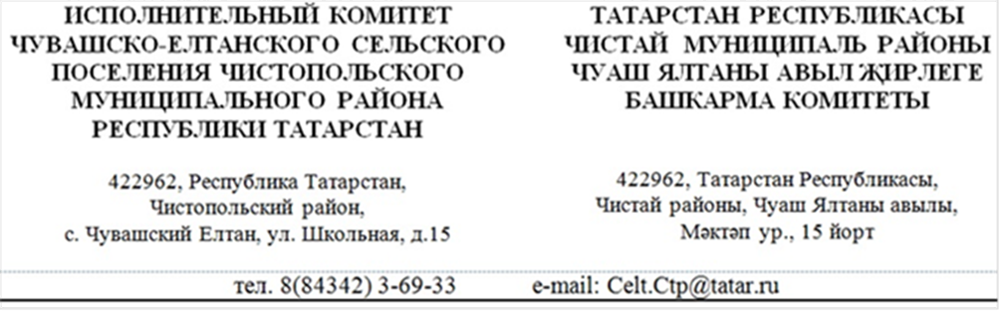 ИСПОЛНИТЕЛЬНЫЙ КОМИТЕТ
ЧУВАШСКО-ЕЛТАНСКОГО СЕЛЬСКОГО
ПОСЕЛЕНИЯ ЧИСТОПОЛЬСКОГО
МУНИЦИПАЛЬНОГО РАЙОНА
РЕСПУБЛИКИ ТАТАРСТАН
422962, Республика Татарстан,
Чистопольский район,
с. Чувашский Елтан, ул. Школьная, д.15
ТАТАРСТАН РЕСПУБЛИКАСЫ
ЧИСТАЙ МУНИЦИПАЛЬ РАЙОНЫ
ЧУАШ ЯЛТАНЫ АВЫЛ ҖИРЛЕГЕ
БАШКАРМА КОМИТЕТЫ
422962, Татарстан Республикасы,
Чистай районы, Чуаш Ялтаны авылы,
Мәктәп ур., 15 йорт
тел. 8(84342) 3-69-33 e-mail: Celt.Ctp@tatar.ru